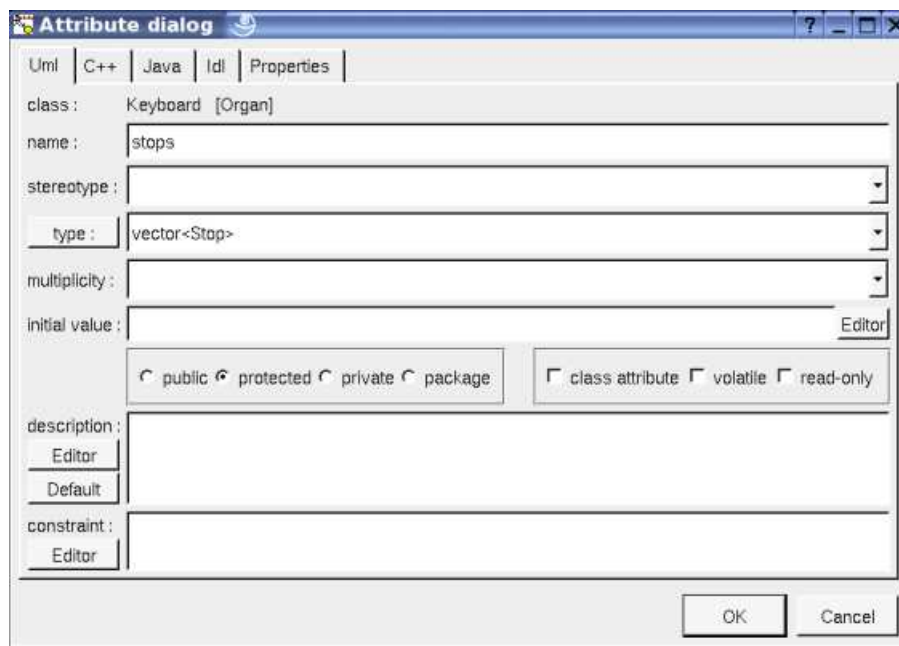 Attribute dialog ?
Uml C++ Java Idl Properties
class : Keyboard [Organ]
name : stops
stereotype :
type : vector<Stop>
multiplicity :
initial value : Editor
public protected private package class attribute volatile read-only
description :
Editor
Default
constraint :
Editor
OK Cancel